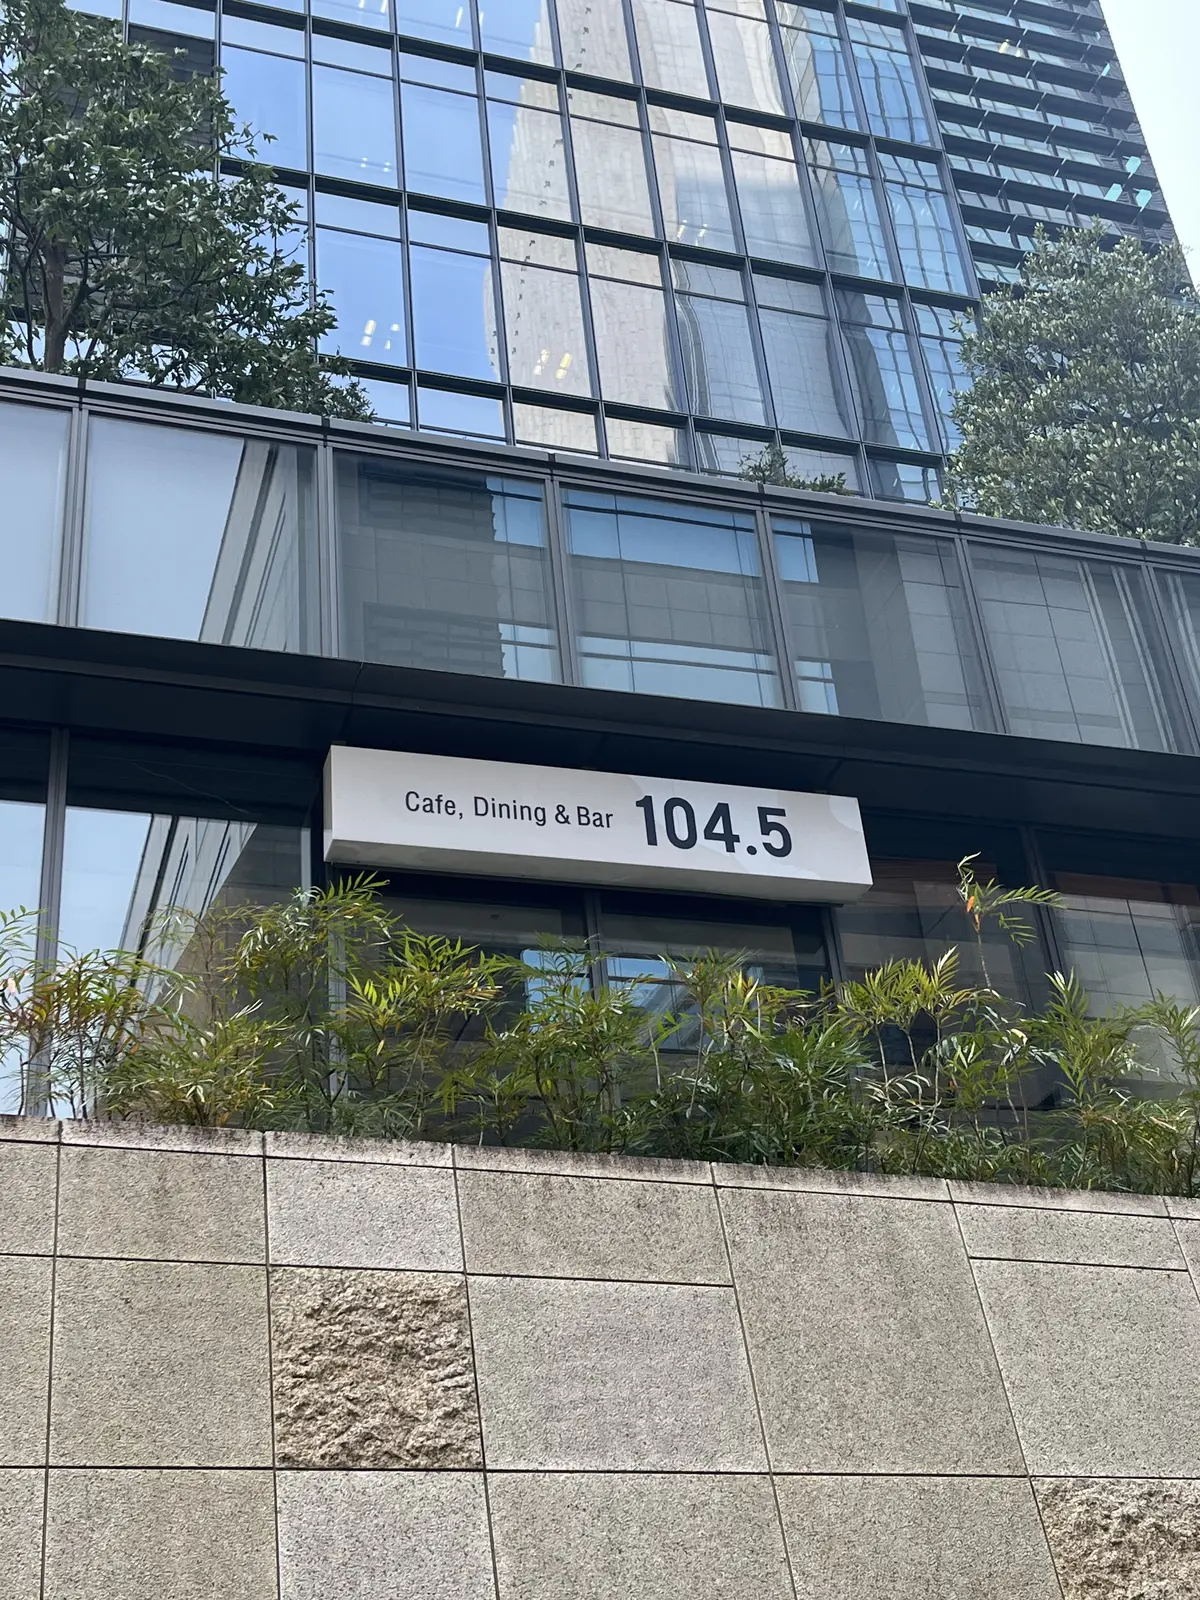 Cafe, Dining & Bar 104.5